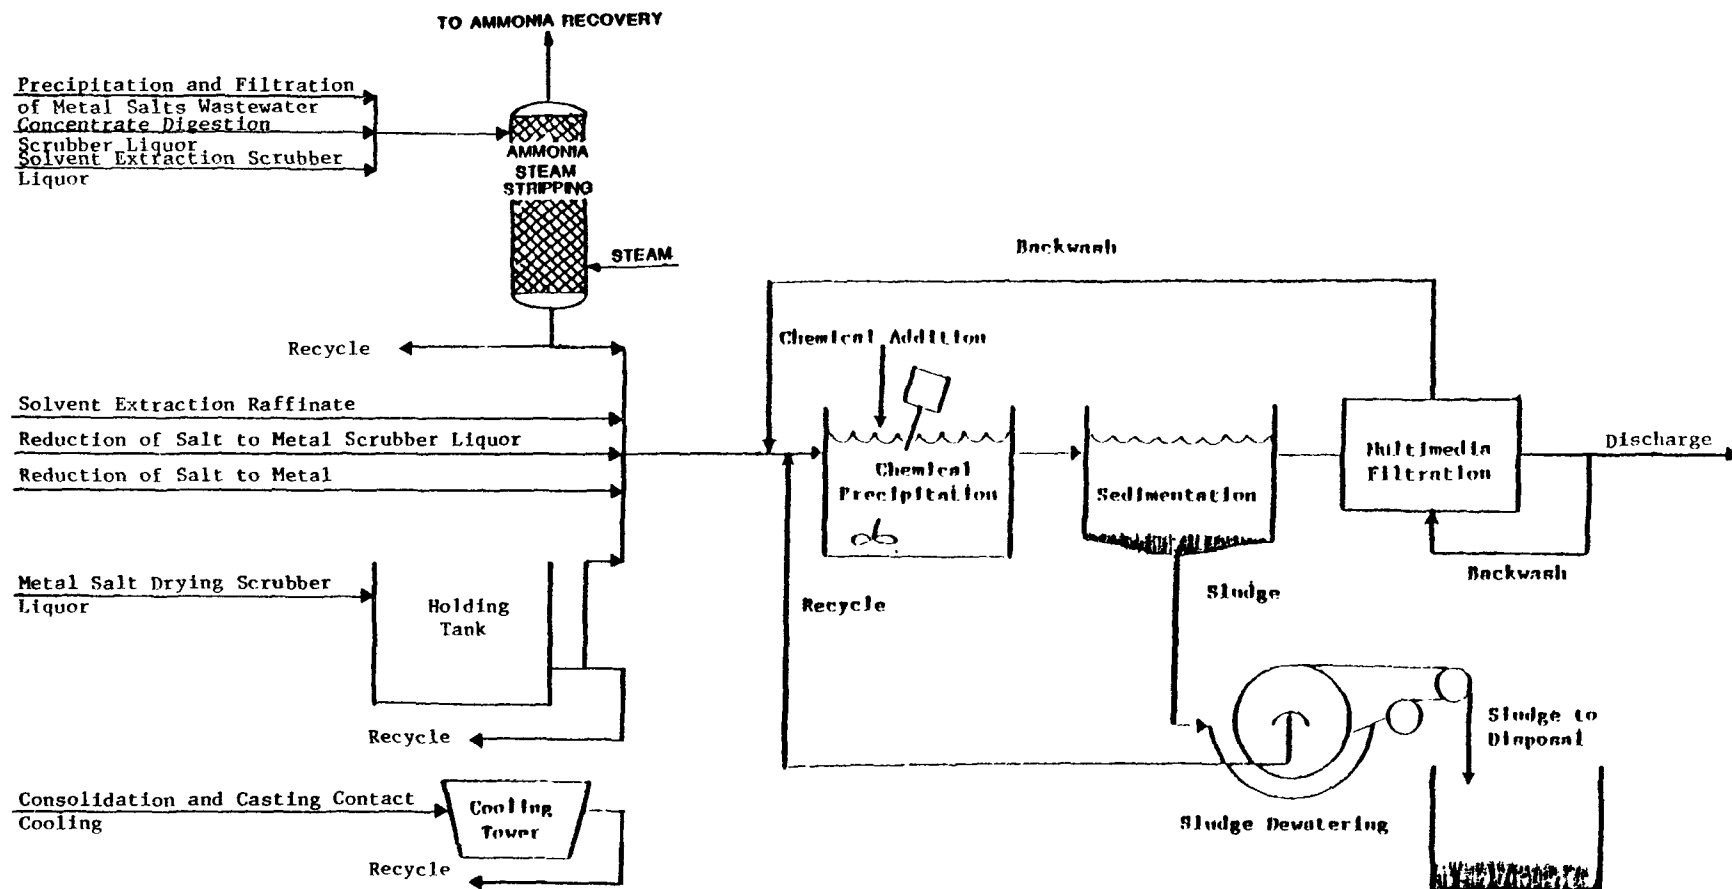 TO AMMONIA RECOVERY
Precipitation and Filtration
of Metal Salts Wastewater
Concentrate Digestion
Scrubber Liquor
Solvent Extraction Scrubber
Liquor
AMMONIA
STEAM
STRIPPING
STEAM
Backwash
Recycle
Chemical Addition
Solvent Extraction Raffinate
Reduction of Salt to Metal Scrubber Liquor
Reduction of Salt to Metal
Chemical
Precipitation
Sedimentation
Multimedia
Filtration
Discharge
Backwash
Metal Salt Drying Scrubber
Liquor
Holding
Tank
Recycle
Sludge
Recycle
Sludge to
Disposal
Consolidation and Casting Contact
Cooling
Cooling
Tower
Sludge Dewatering
Recycle